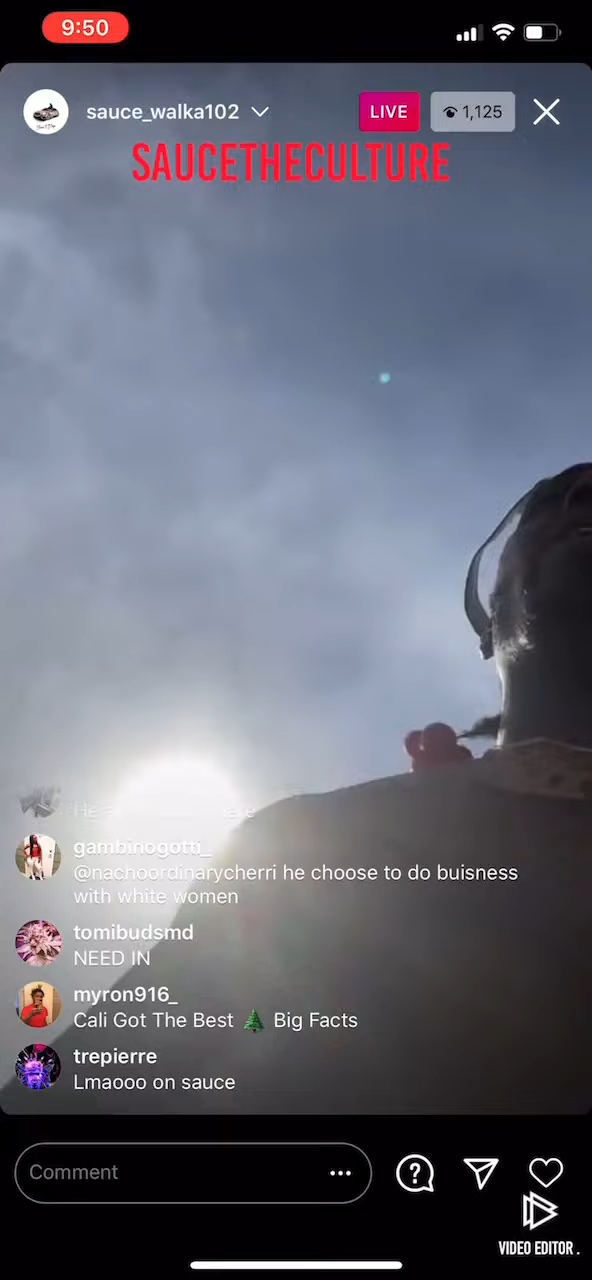 9:50
sauce_walka102
LIVE
1,125
SAUCETHECULTURE
He
gambinogotti_
@nachoordinarycherri he choose to do buisness
with white women
tomibudsmd
NEED IN
myron916_
Cali Got The Best 🌲 Big Facts
trepierre
Lmaooo on sauce
Comment
VIDEO EDITOR .